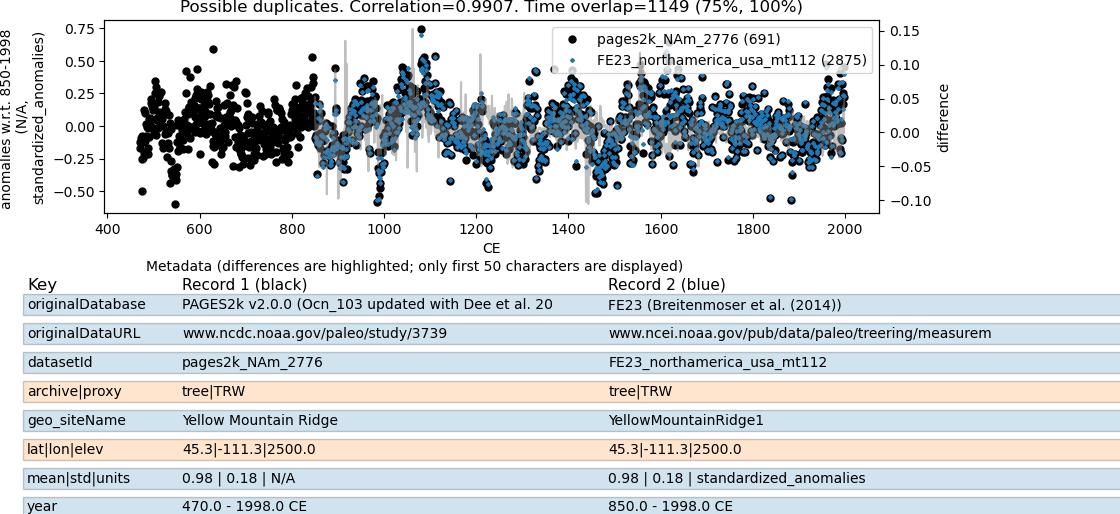 Possible duplicates. Correlation=0.9907. Time overlap=1149 (75%, 100%)
anomalies w.r.t. 850-1998
(N/A,
standardized_anomalies)
0.75
0.50
0.25
0.00
−0.25
−0.50
pages2k_NAm_2776 (691)
FE23_northamerica_usa_mt112 (2875)
0.15
0.10
0.05
0.00
−0.05
−0.10
difference
400 600 800 1000 1200 1400 1600 1800 2000
CE
Metadata (differences are highlighted; only first 50 characters are displayed)
Key Record 1 (black) Record 2 (blue)
originalDatabase PAGES2k v2.0.0 (Ocn_103 updated with Dee et al. 20 FE23 (Breitenmoser et al. (2014))
originalDataURL www.ncdc.noaa.gov/paleo/study/3739 www.ncei.noaa.gov/pub/data/paleo/treering/measurem
datasetId pages2k_NAm_2776 FE23_northamerica_usa_mt112
archive|proxy tree|TRW tree|TRW
geo_siteName Yellow Mountain Ridge YellowMountainRidge1
lat|lon|elev 45.3|-111.3|2500.0 45.3|-111.3|2500.0
mean|std|units 0.98 | 0.18 | N/A 0.98 | 0.18 | standardized_anomalies
year 470.0 - 1998.0 CE 850.0 - 1998.0 CE